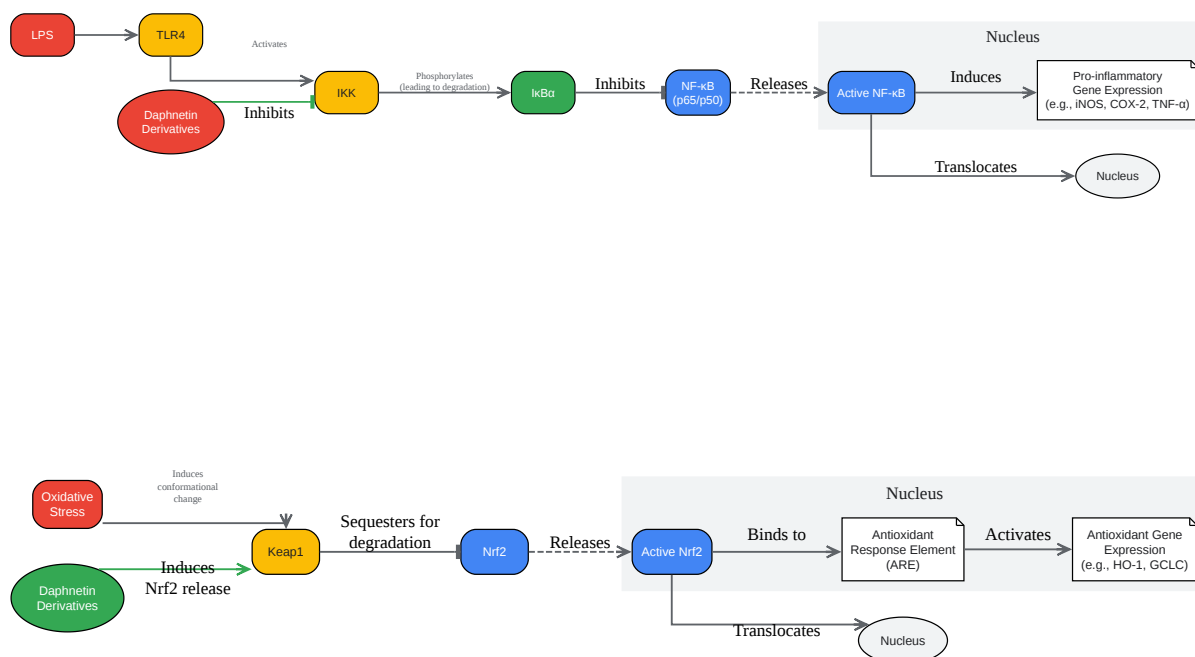 Nucleus
LPS
TLR4
Activates
IKK
Phosphorylates
(leading to degradation)
IκBα
Inhibits
NF-κB
(p65/p50)
Releases
Active NF-κB
Induces
Pro-inflammatory
Gene Expression
(e.g., iNOS, COX-2, TNF-α)
Daphnetin
Derivatives
Inhibits
Translocates
Nucleus
Oxidative
Stress
Induces
conformational
change
Keap1
Sequesters for
degradation
Nrf2
Releases
Nucleus
Active Nrf2
Binds to
Antioxidant
Response Element
(ARE)
Activates
Antioxidant Gene
Expression
(e.g., HO-1, GCLC)
Daphnetin
Derivatives
Induces
Nrf2 release
Translocates
Nucleus